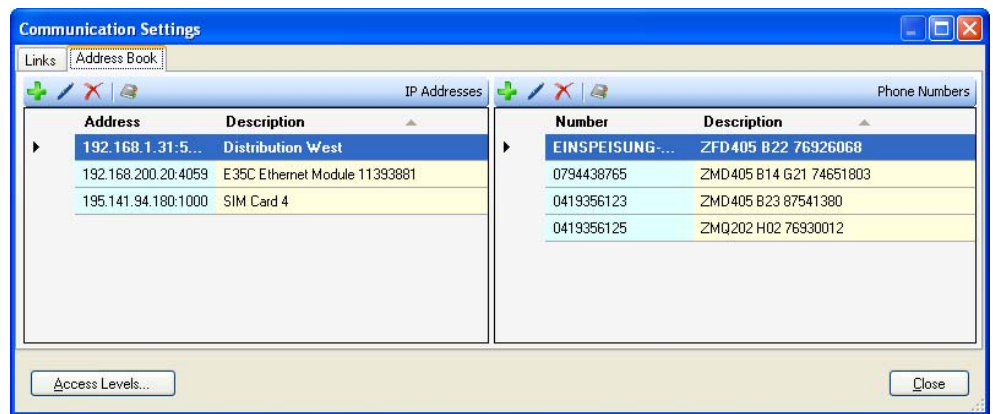 Communication Settings
Links Address Book
IP Addresses
Address Description
192.168.1.31:5... Distribution West
192.168.200.20:4059 E35C Ethernet Module 11393881
195.141.94.180:1000 SIM Card 4
Phone Numbers
Number Description
EINSPEISUNG-... ZFD405 B22 76926068
0794438765 ZMD405 B14 G21 74651803
0419356123 ZMD405 B23 87541380
0419356125 ZMQ202 H02 76930012
Access Levels... Close